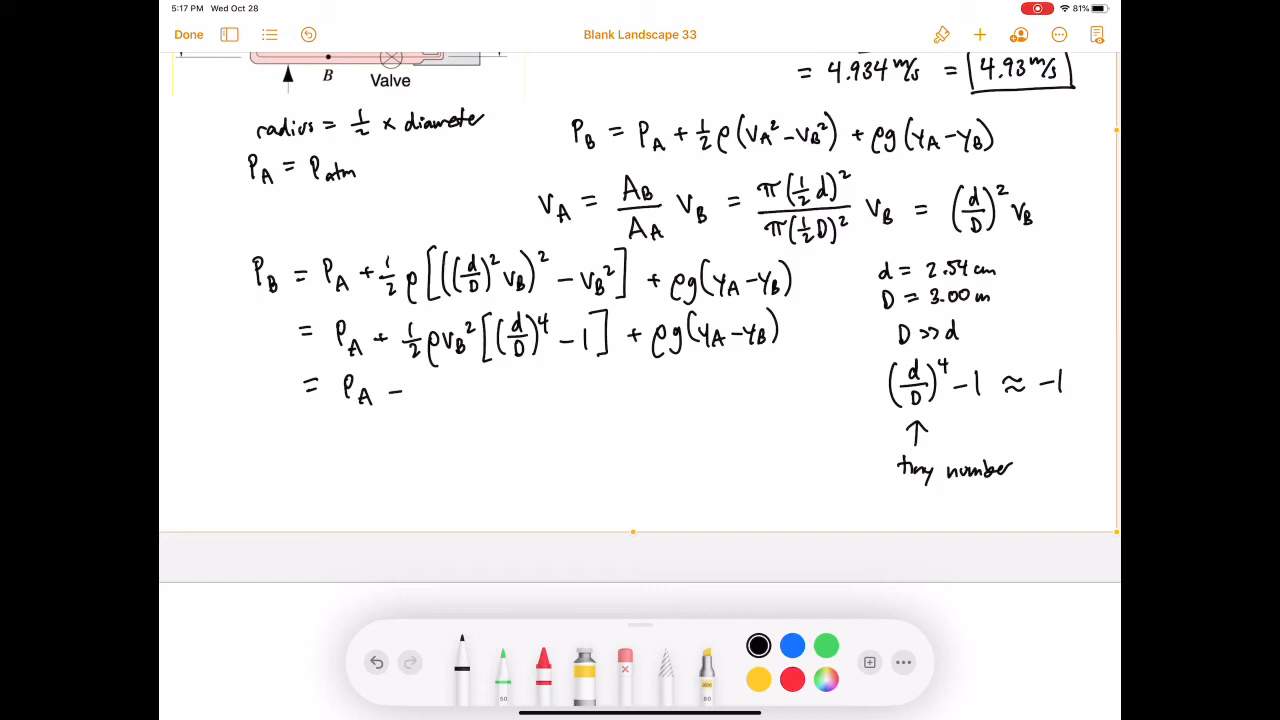 5:17 PM Wed Oct 28
81%
Done
Blank Landscape 33
B
Valve
= 4.934 m/s = 4.93 m/s
radius = 1/2 × diameter
P_A = P_atm
P_B = P_A + 1/2 ρ(v_A² − v_B²) + ρg(y_A − y_B)
v_A = A_B/A_A v_B = π(1/2 d)²/π(1/2 D)² v_B = (d/D)² v_B
P_B = P_A + 1/2 ρ[((d/D)² v_B)² − v_B²] + ρg(y_A − y_B)
= P_A + 1/2 ρv_B² [(d/D)⁴ − 1] + ρg(y_A − y_B)
= P_A −
d = 2.54 cm
D = 3.00 m
D >> d
(d/D)⁴ − 1 ≈ −1
↑
tiny number
50
50
80